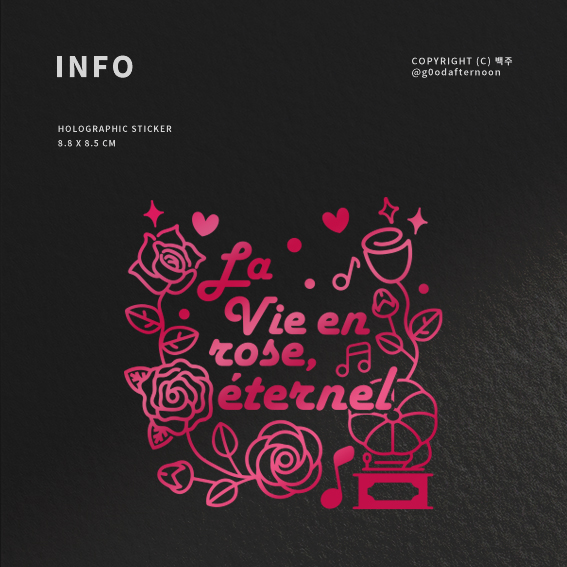 INFO
COPYRIGHT (C) 백주
@g0odafternoon
HOLOGRAPHIC STICKER
8.8 X 8.5 CM
La
Vie en
rose,
éternel